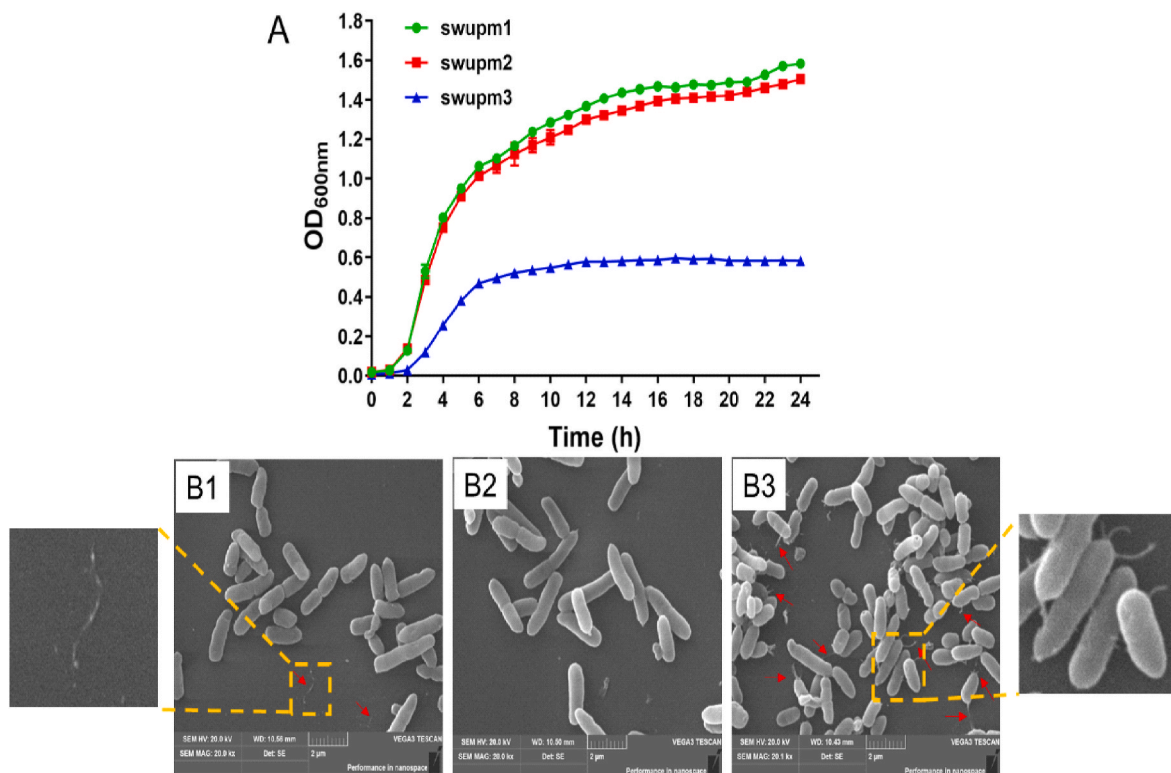 A
swupm1
swupm2
swupm3
1.8
1.6
1.4
1.2
1.0
0.8
0.6
0.4
0.2
0.0
OD600nm
0 2 4 6 8 10 12 14 16 18 20 22 24
Time (h)
B1
B2
B3
SEM HV: 20.0 kV WD: 10.56 mm VEGA3 TESCAN
SEM MAG: 20.0 kx Det: SE 2 µm
Performance in nanospace
SEM HV: 20.0 kV WD: 10.00 mm VEGA3 TESCAN
SEM MAG: 20.0 kx Det: SE 2 µm
Performance in nanospace
SEM HV: 20.0 kV WD: 10.43 mm VEGA3 TESCAN
SEM MAG: 20.1 kx Det: SE 2 µm
Performance in nanospace